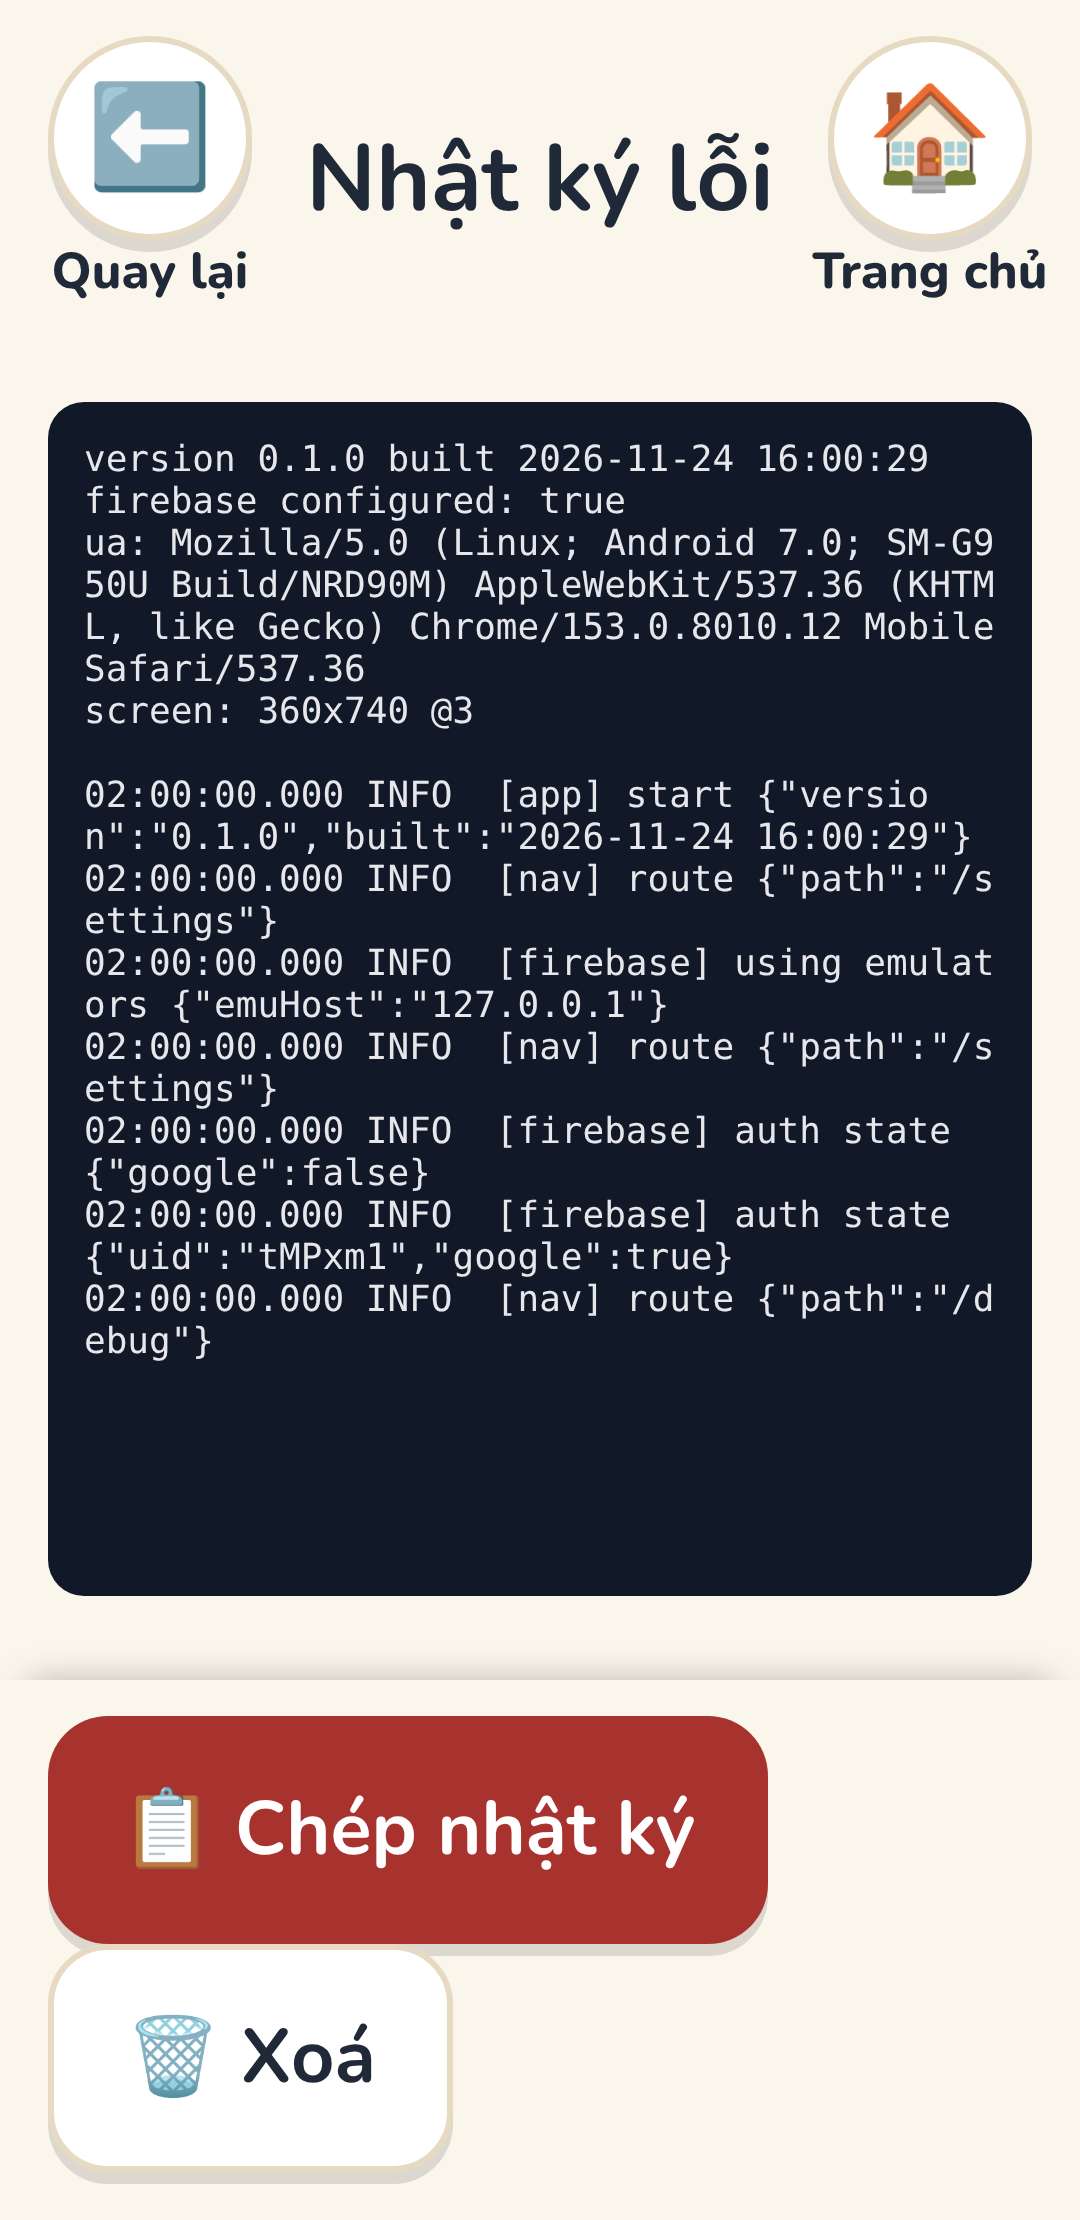 Nhật ký lỗi
Quay lại
Trang chủ
version 0.1.0 built 2026-11-24 16:00:29
firebase configured: true
ua: Mozilla/5.0 (Linux; Android 7.0; SM-G9
50U Build/NRD90M) AppleWebKit/537.36 (KHTM
L, like Gecko) Chrome/153.0.8010.12 Mobile
Safari/537.36
screen: 360x740 @3
02:00:00.000 INFO  [app] start {"versio
n":"0.1.0","built":"2026-11-24 16:00:29"}
02:00:00.000 INFO  [nav] route {"path":"/s
ettings"}
02:00:00.000 INFO  [firebase] using emulat
ors {"emuHost":"127.0.0.1"}
02:00:00.000 INFO  [nav] route {"path":"/s
ettings"}
02:00:00.000 INFO  [firebase] auth state
{"google":false}
02:00:00.000 INFO  [firebase] auth state
{"uid":"tMPxm1","google":true}
02:00:00.000 INFO  [nav] route {"path":"/d
ebug"}
Chép nhật ký
Xoá